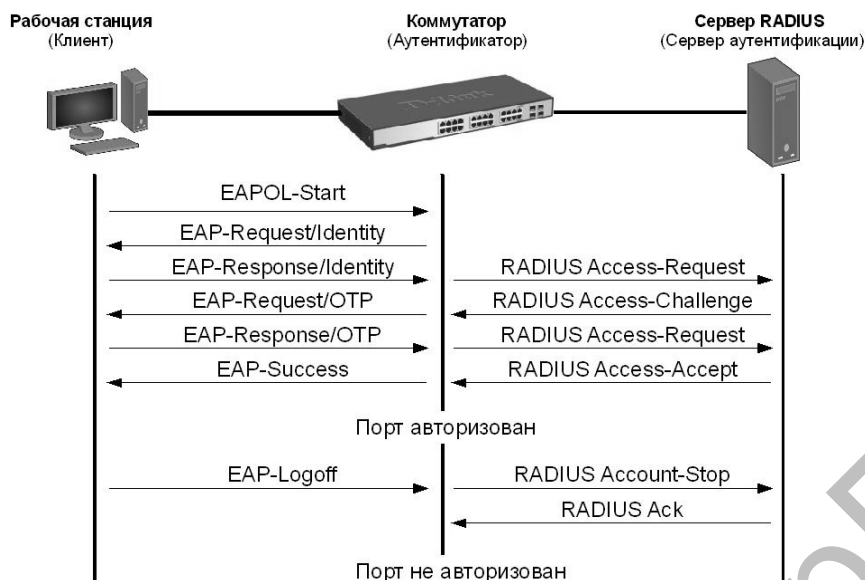 Рабочая станция
(Клиент)
Коммутатор
(Аутентификатор)
Сервер RADIUS
(Сервер аутентификации)
EAPOL-Start
EAP-Request/Identity
EAP-Response/Identity
RADIUS Access-Request
EAP-Request/OTP
RADIUS Access-Challenge
EAP-Response/OTP
RADIUS Access-Request
EAP-Success
RADIUS Access-Accept
Порт авторизован
EAP-Logoff
RADIUS Account-Stop
RADIUS Ack
Порт не авторизован